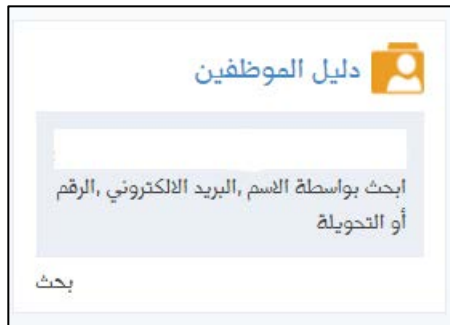 دليل الموظفين
ابحث بواسطة الاسم ,البريد الالكتروني ,الرقم
أو التحويلة
بحث